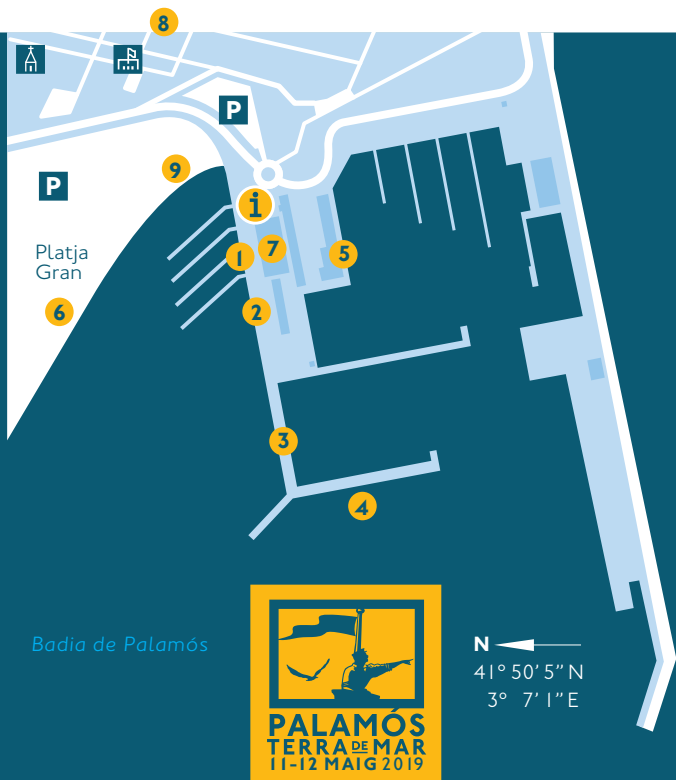 8
P
9
P
i
Platja
Gran
1
7
5
6
2
3
4
Badia de Palamós
N
41° 50' 5" N
3° 7' 1" E
PALAMÓS
TERRA DE MAR
11-12 MAIG 2019